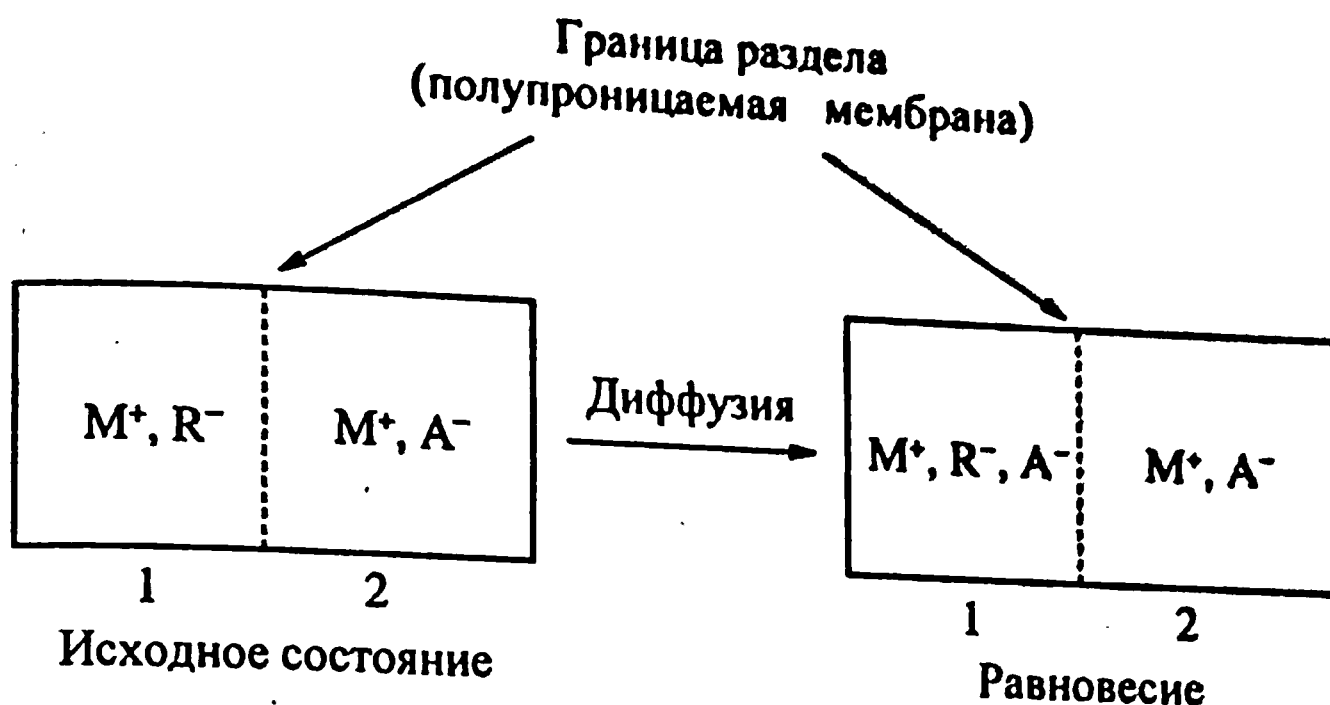 Граница раздела
(полупроницаемая мембрана)
M⁺, R⁻
M⁺, A⁻
Диффузия
M⁺, R⁻, A⁻
M⁺, A⁻
1
2
1
2
Исходное состояние
Равновесие